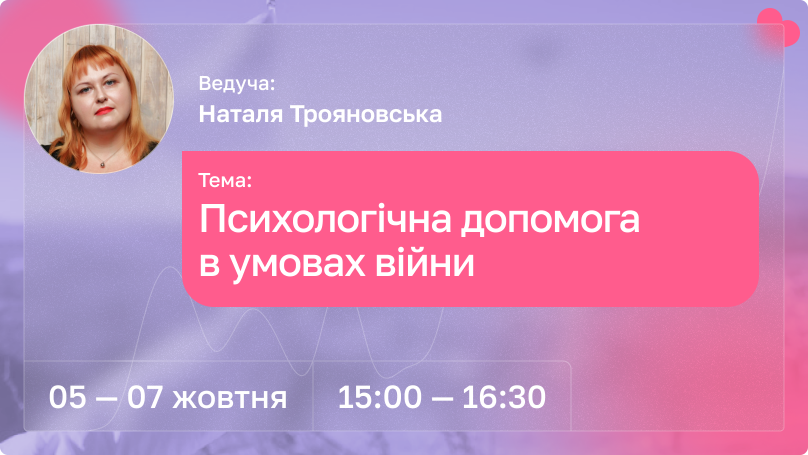 Ведуча:
Наталя Трояновська
Тема:
Психологічна допомога
в умовах війни
05 — 07 жовтня
15:00 — 16:30